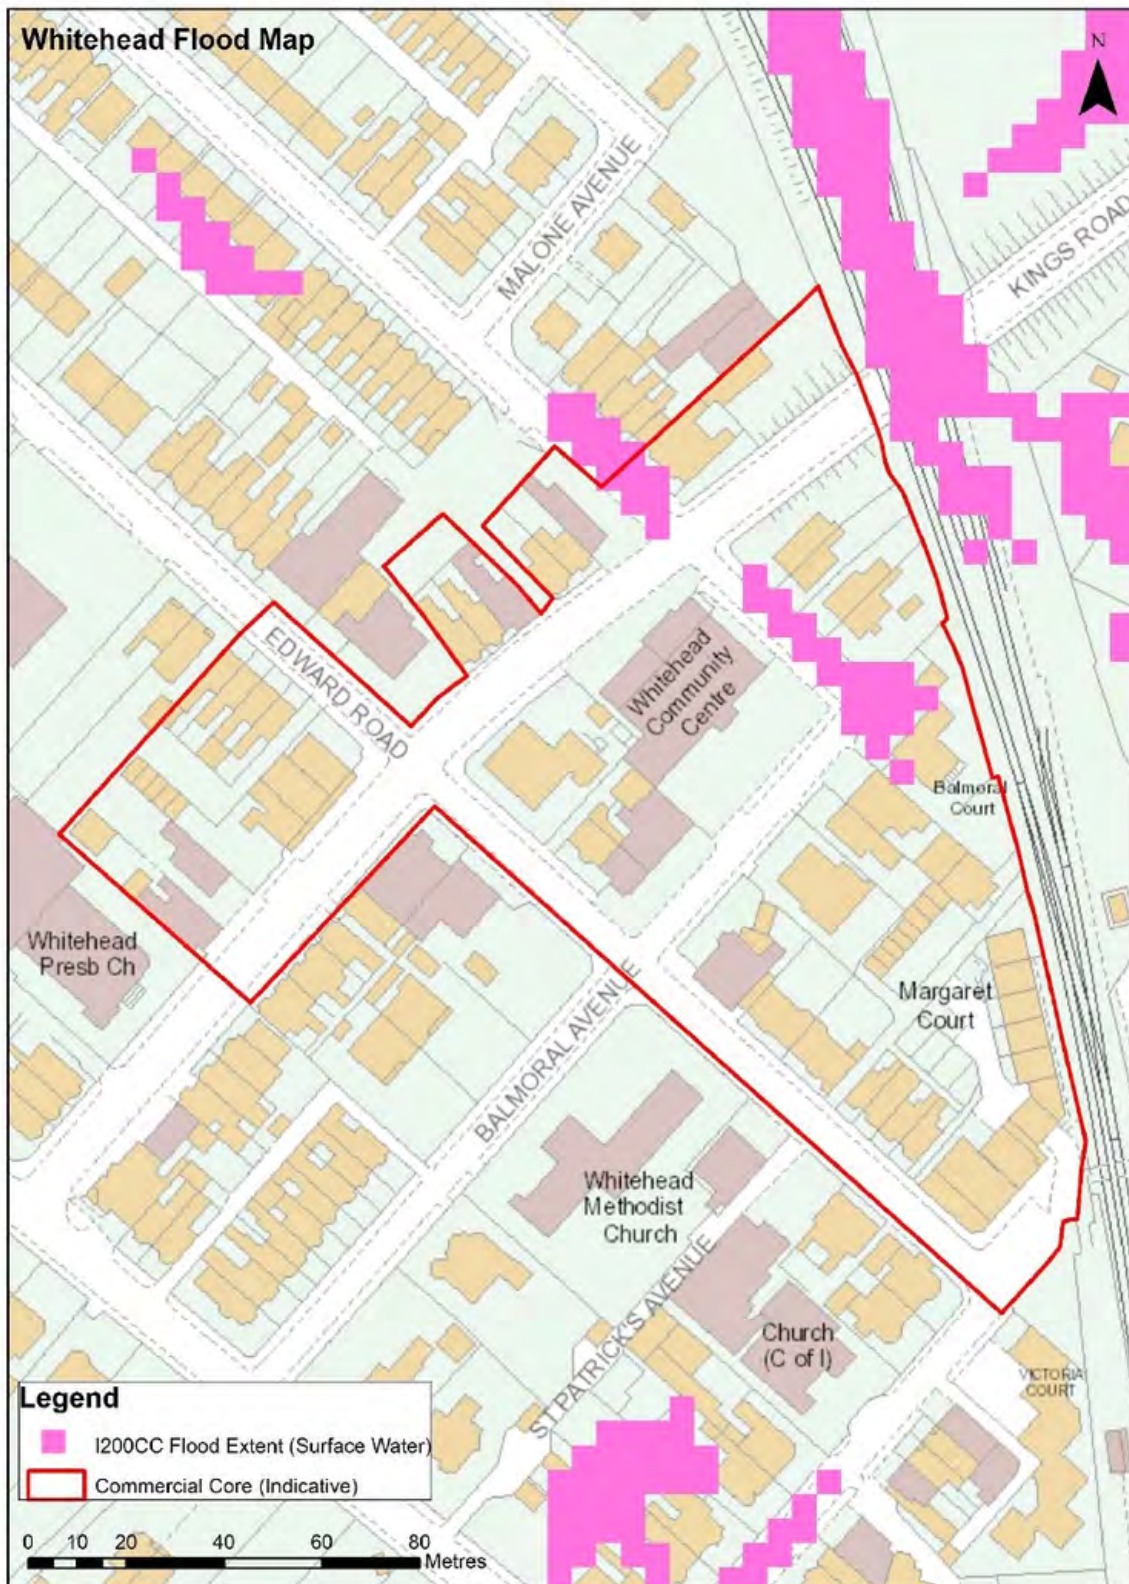 Whitehead Flood Map
N
MALONE AVENUE
KINGS ROAD
EDWARD ROAD
Whitehead
Community
Centre
Balmoral
Court
Whitehead
Presb Ch
Margaret
Court
BALMORAL AVENUE
Whitehead
Methodist
Church
ST PATRICK'S AVENUE
Church
(C of I)
VICTORIA
COURT
Legend
I200CC Flood Extent (Surface Water)
Commercial Core (Indicative)
0 10 20 40 60 80
Metres